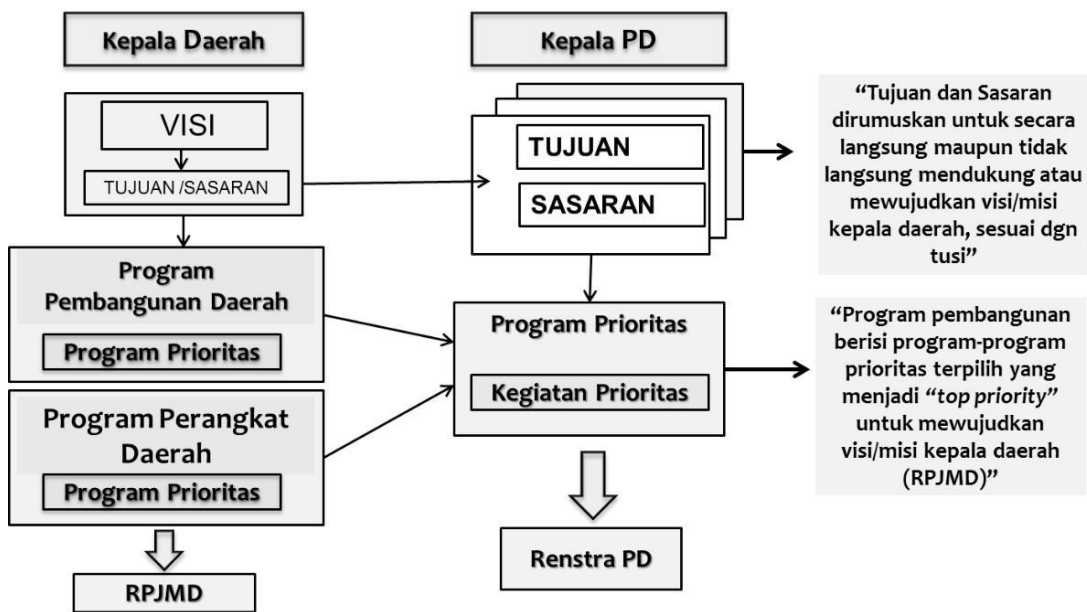 Kepala Daerah
VISI
TUJUAN /SASARAN
Program
Pembangunan Daerah
Program Prioritas
Program Perangkat
Daerah
Program Prioritas
RPJMD
Kepala PD
TUJUAN
SASARAN
Program Prioritas
Kegiatan Prioritas
Renstra PD
“Tujuan dan Sasaran
dirumuskan untuk secara
langsung maupun tidak
langsung mendukung atau
mewujudkan visi/misi
kepala daerah, sesuai dgn
tusi”
“Program pembangunan
berisi program-program
prioritas terpilih yang
menjadi “top priority”
untuk mewujudkan
visi/misi kepala daerah
(RPJMD)”